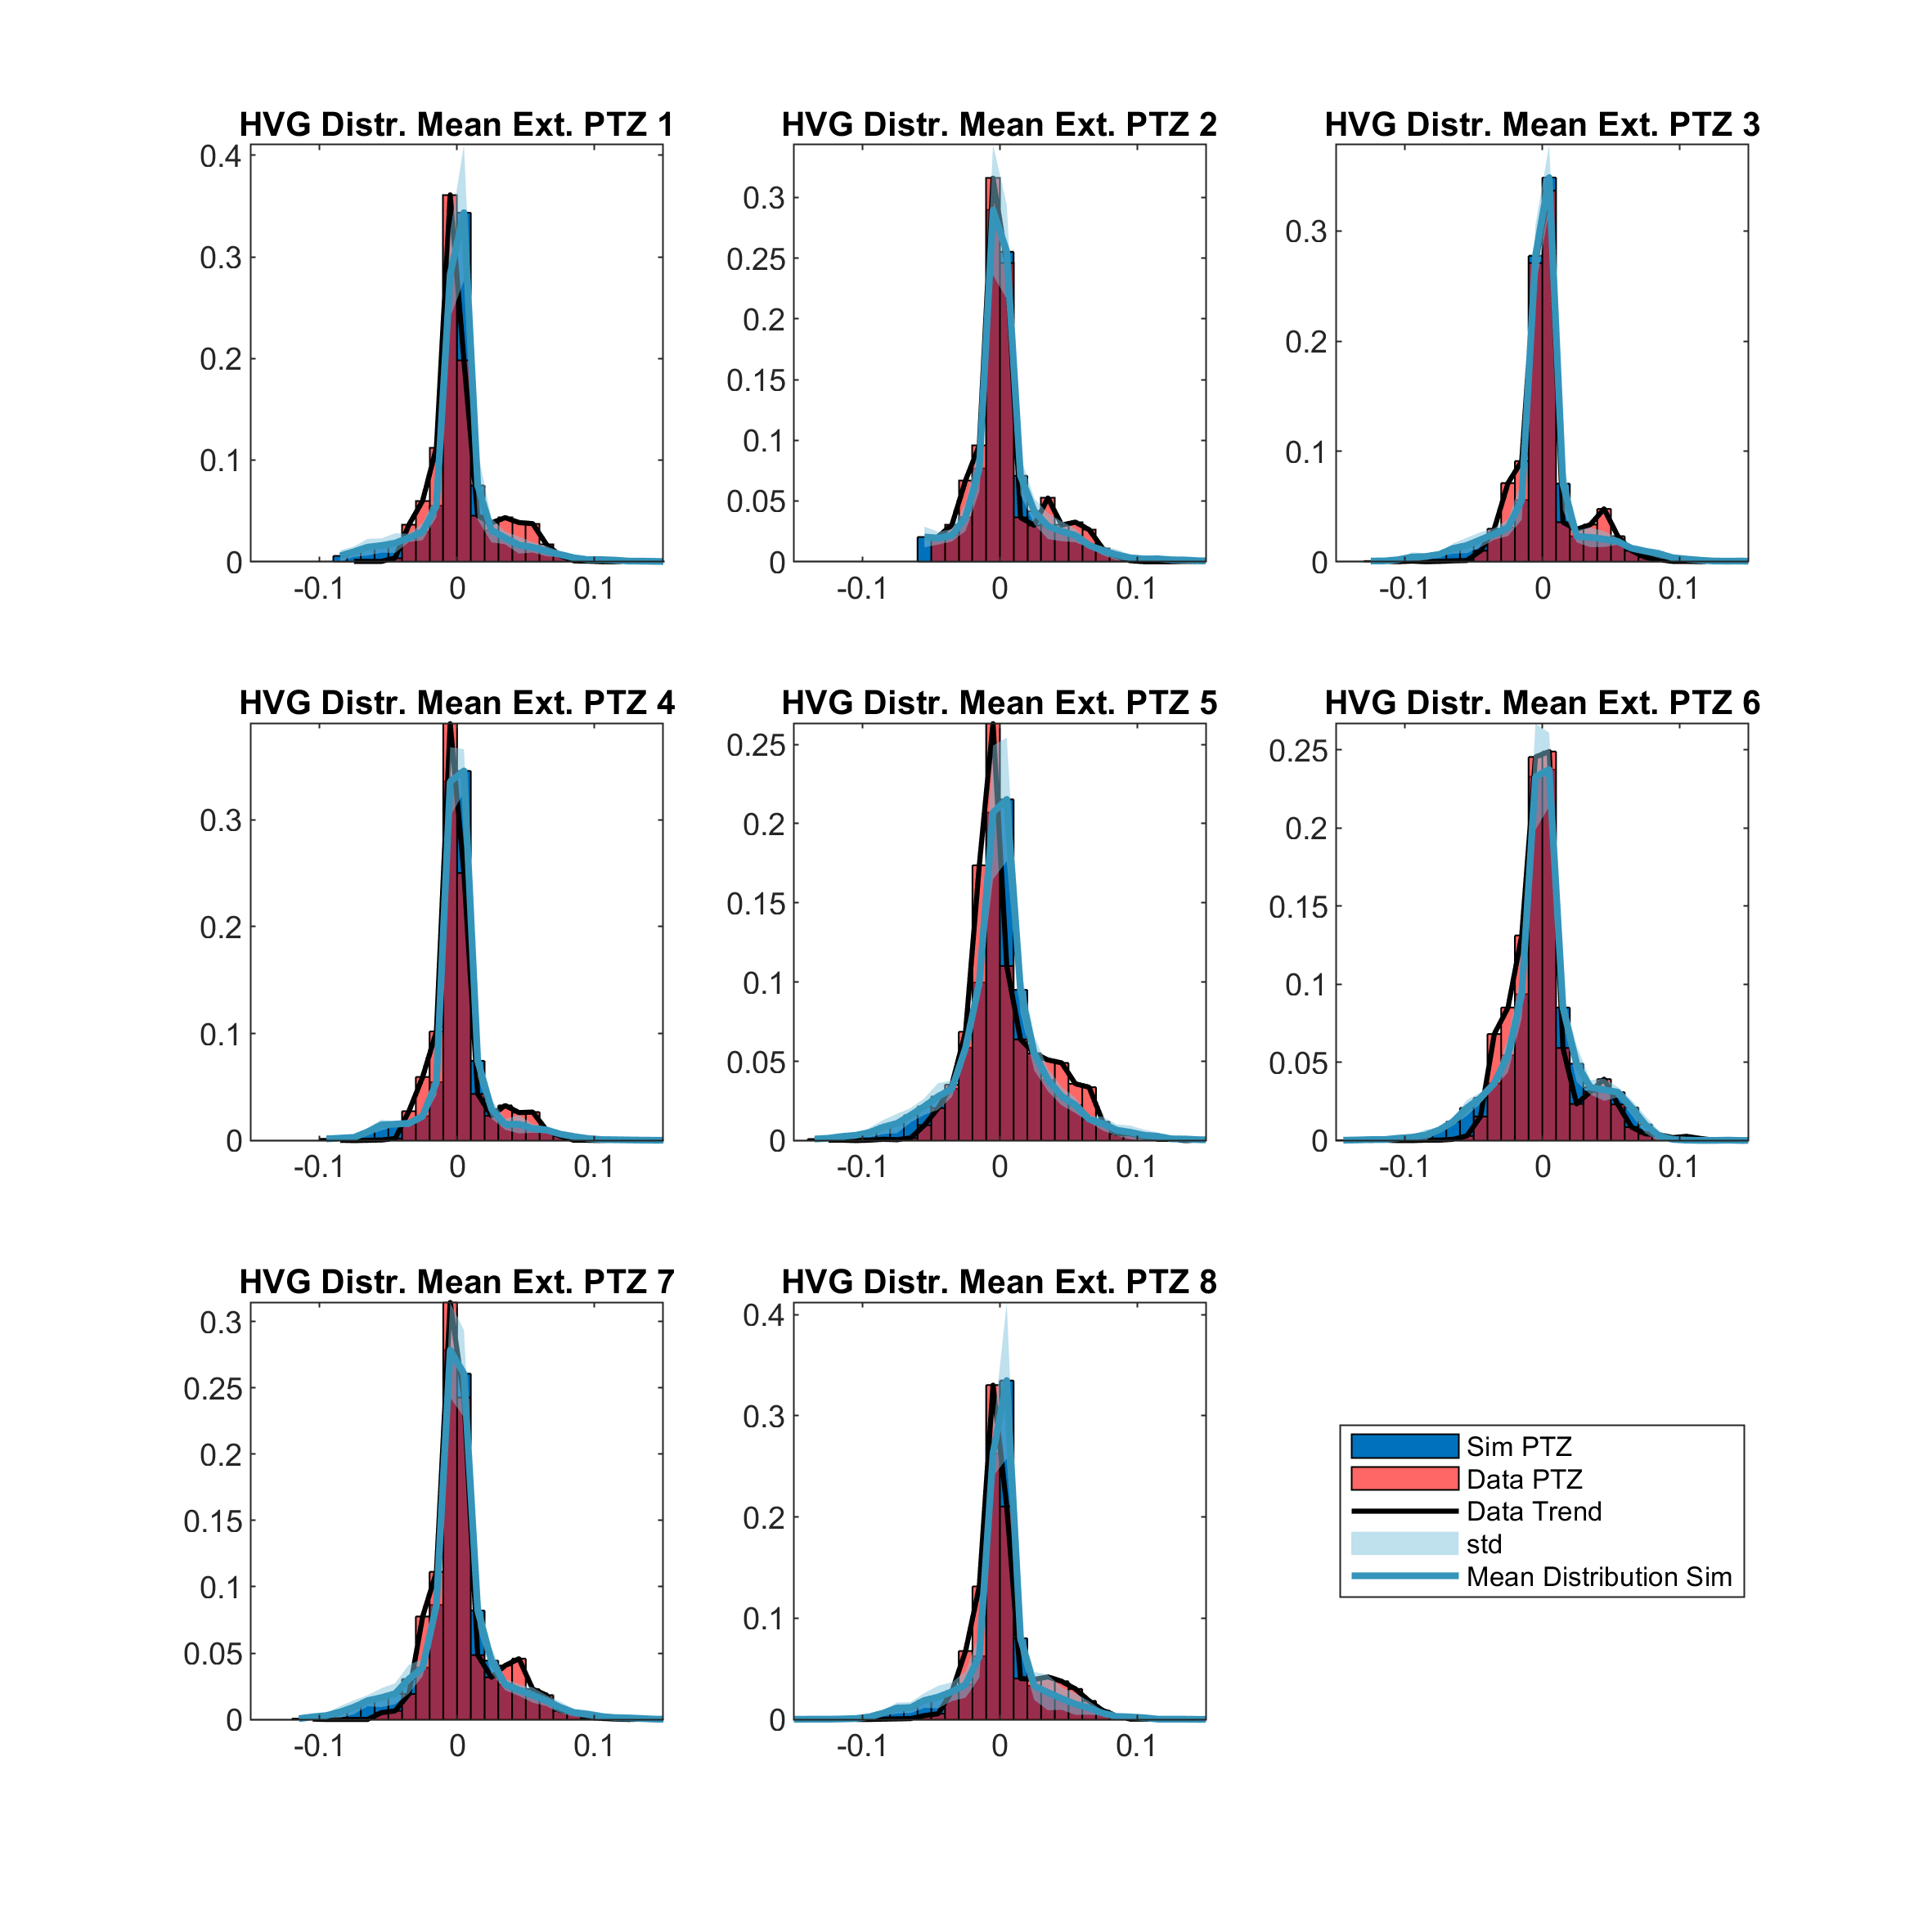 HVG Distr. Mean Ext. PTZ 1
0.4
0.3
0.2
0.1
0
-0.1 0 0.1
HVG Distr. Mean Ext. PTZ 2
0.3
0.25
0.2
0.15
0.1
0.05
0
-0.1 0 0.1
HVG Distr. Mean Ext. PTZ 3
0.3
0.2
0.1
0
-0.1 0 0.1
HVG Distr. Mean Ext. PTZ 4
0.3
0.2
0.1
0
-0.1 0 0.1
HVG Distr. Mean Ext. PTZ 5
0.25
0.2
0.15
0.1
0.05
0
-0.1 0 0.1
HVG Distr. Mean Ext. PTZ 6
0.25
0.2
0.15
0.1
0.05
0
-0.1 0 0.1
HVG Distr. Mean Ext. PTZ 7
0.3
0.25
0.2
0.15
0.1
0.05
0
-0.1 0 0.1
HVG Distr. Mean Ext. PTZ 8
0.4
0.3
0.2
0.1
0
-0.1 0 0.1
Sim PTZ
Data PTZ
Data Trend
std
Mean Distribution Sim